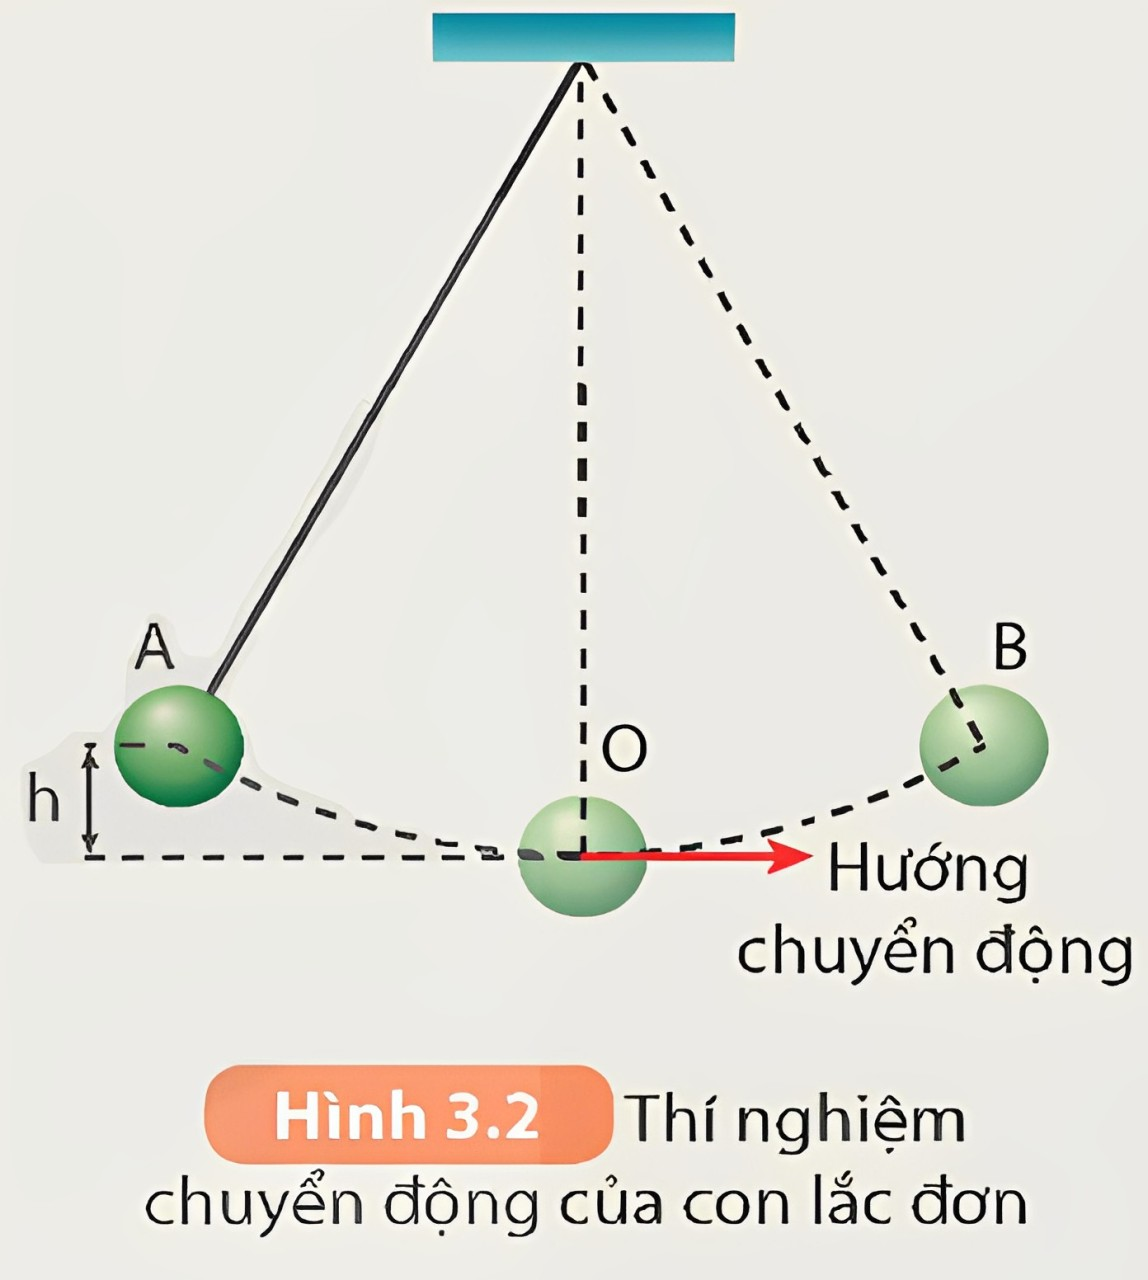 A
B
O
h
Hướng
chuyển động
Hình 3.2 Thí nghiệm
chuyển động của con lắc đơn